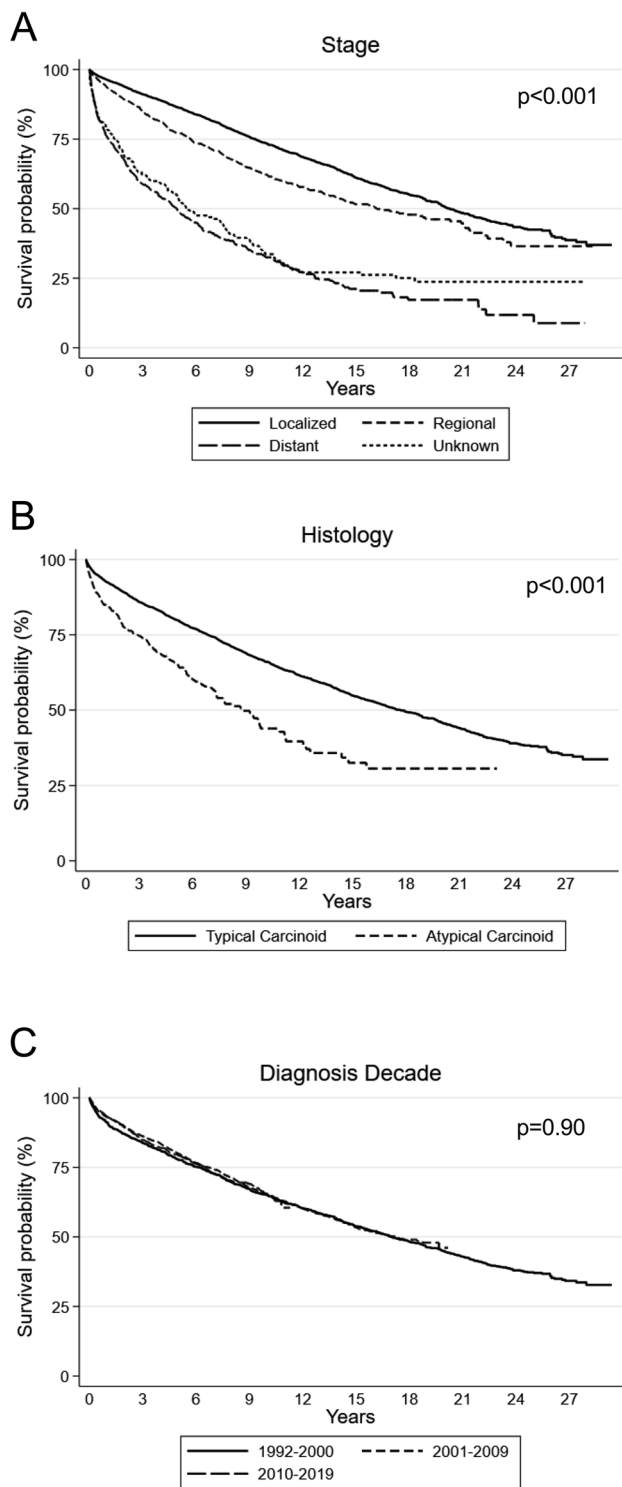 A
Stage
p<0.001
Survival probability (%)
100
75
50
25
0
0 3 6 9 12 15 18 21 24 27
Years
Localized Regional
Distant Unknown
B
Histology
p<0.001
Survival probability (%)
100
75
50
25
0
0 3 6 9 12 15 18 21 24 27
Years
Typical Carcinoid Atypical Carcinoid
C
Diagnosis Decade
p=0.90
Survival probability (%)
100
75
50
25
0
0 3 6 9 12 15 18 21 24 27
Years
1992-2000 2001-2009
2010-2019